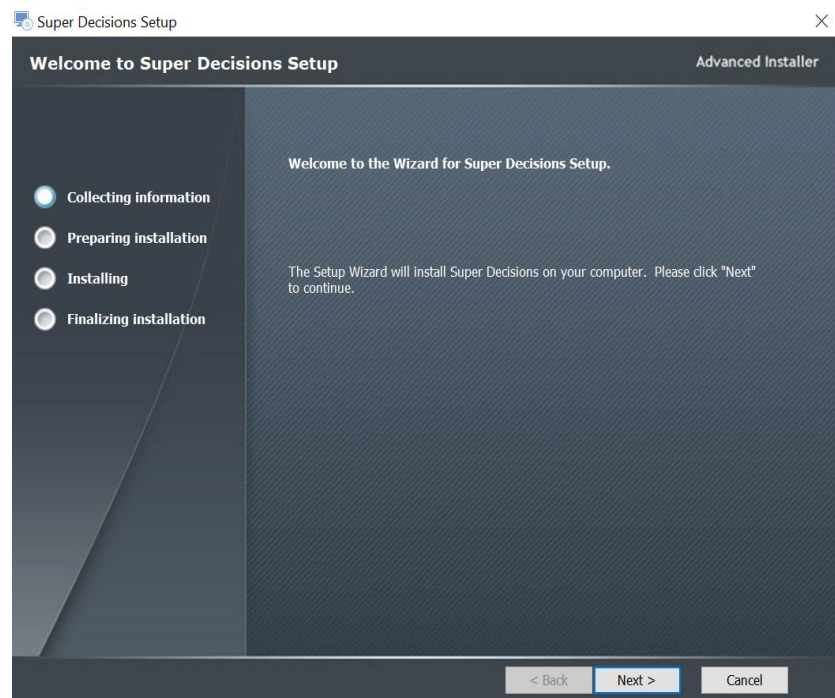 Super Decisions Setup
Welcome to Super Decisions Setup
Advanced Installer
Welcome to the Wizard for Super Decisions Setup.
Collecting information
Preparing installation
Installing
Finalizing installation
The Setup Wizard will install Super Decisions on your computer.  Please click "Next"
to continue.
< Back
Next >
Cancel